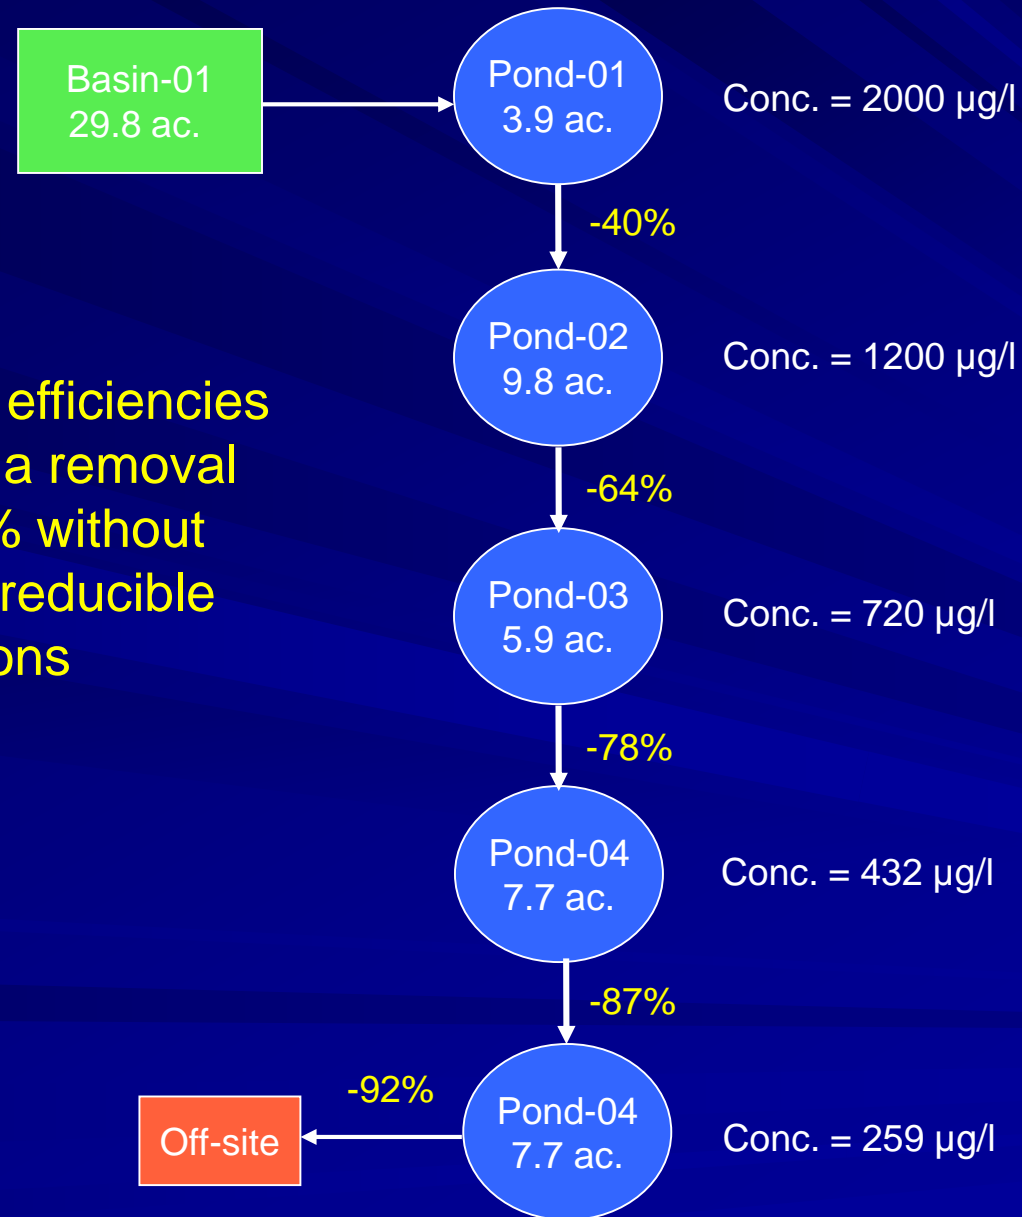 Basin-01
29.8 ac.
Pond-01
3.9 ac.
Conc. = 2000 µg/l
-40%
Pond-02
9.8 ac.
Conc. = 1200 µg/l
efficiencies
a removal
% without
reducible
ons
-64%
Pond-03
5.9 ac.
Conc. = 720 µg/l
-78%
Pond-04
7.7 ac.
Conc. = 432 µg/l
-87%
-92%
Pond-04
7.7 ac.
Off-site
Conc. = 259 µg/l